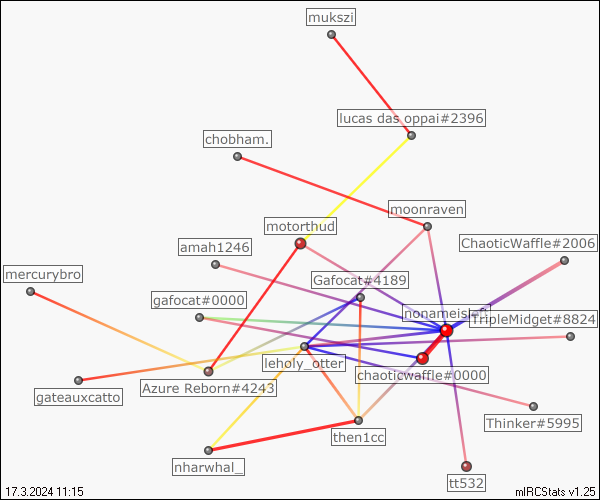 mukszi
lucas das oppai#2396
chobham.
moonraven
motorthud
amah1246
ChaoticWaffle#2006
mercurybro
Gafocat#4189
gafocat#0000
TripleMidget#8824
leholy_otter
chaoticwaffle#0000
Azure Reborn#4243
gateauxcatto
Thinker#5995
then1cc
nharwhal_
tt532
17.3.2024 11:15
mIRCStats v1.25